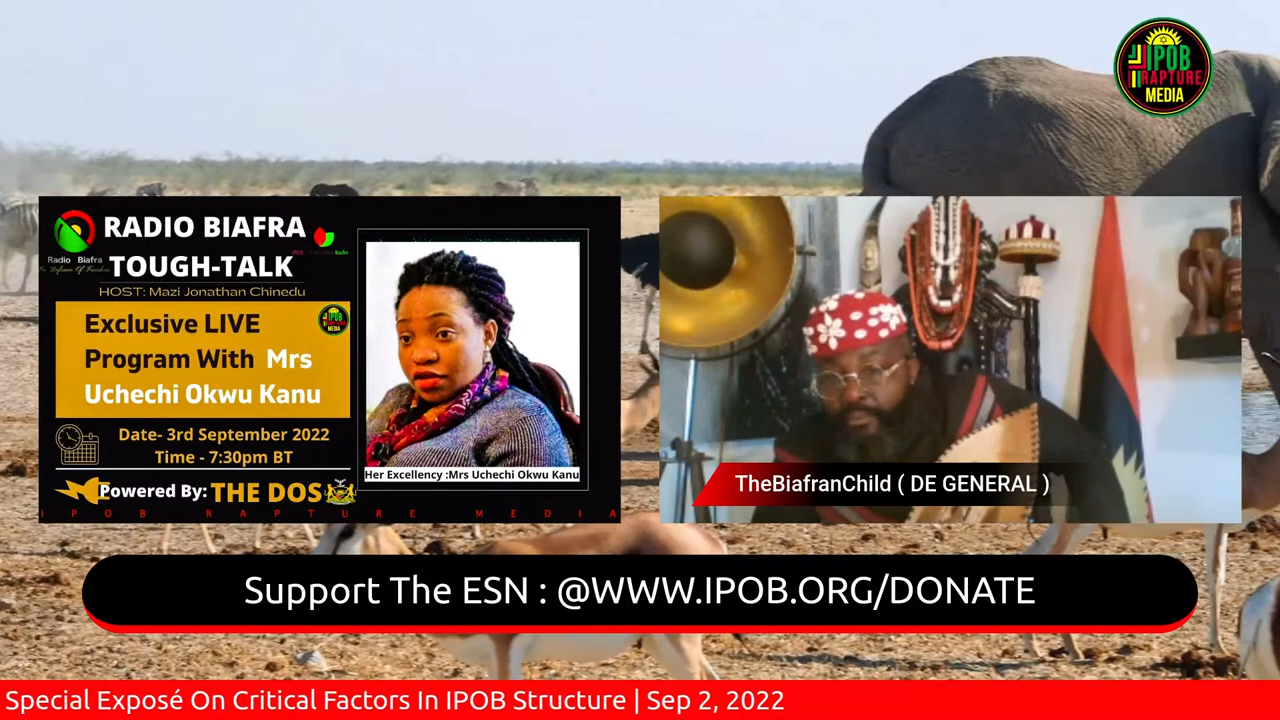 IPOB
RAPTURE
MEDIA
RADIO BIAFRA
TOUGH-TALK
Radio Biafra
HOST: Mazi Jonathan Chinedu
Exclusive LIVE
Program With Mrs
Uchechi Okwu Kanu
IPOB
RAPTURE
MEDIA
Date- 3rd September 2022
Time - 7:30pm BT
Powered By: THE DOS
Her Excellency :Mrs Uchechi Okwu Kanu
IPOB RAPTURE MEDIA
TheBiafranChild ( DE GENERAL )
Support The ESN : @WWW.IPOB.ORG/DONATE
Special Exposé On Critical Factors In IPOB Structure | Sep 2, 2022